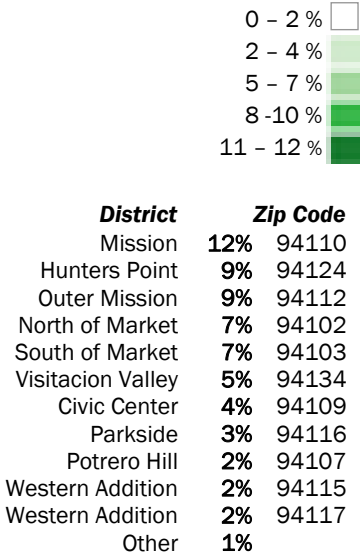 0 – 2 %
2 – 4 %
5 – 7 %
8 -10 %
11 – 12 %
District Zip Code
Mission 12% 94110
Hunters Point 9% 94124
Outer Mission 9% 94112
North of Market 7% 94102
South of Market 7% 94103
Visitacion Valley 5% 94134
Civic Center 4% 94109
Parkside 3% 94116
Potrero Hill 2% 94107
Western Addition 2% 94115
Western Addition 2% 94117
Other 1%